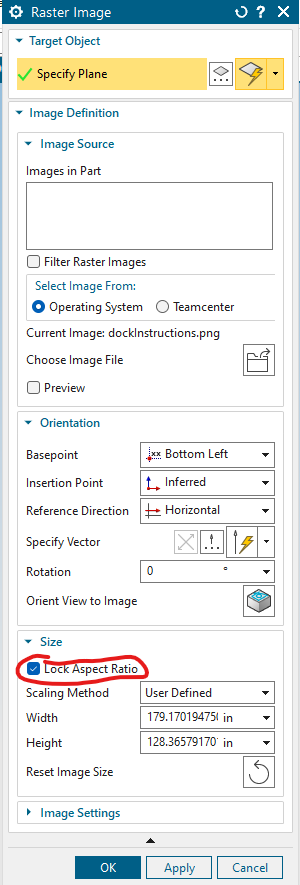 Raster Image
Target Object
Specify Plane
Image Definition
Image Source
Images in Part
Filter Raster Images
Select Image From:
Operating System Teamcenter
Current Image: dockInstructions.png
Choose Image File
Preview
Orientation
Basepoint Bottom Left
Insertion Point Inferred
Reference Direction Horizontal
Specify Vector
Rotation 0 °
Orient View to Image
Size
Lock Aspect Ratio
Scaling Method User Defined
Width 179.17019475 in
Height 128.36579170 in
Reset Image Size
Image Settings
OK Apply Cancel